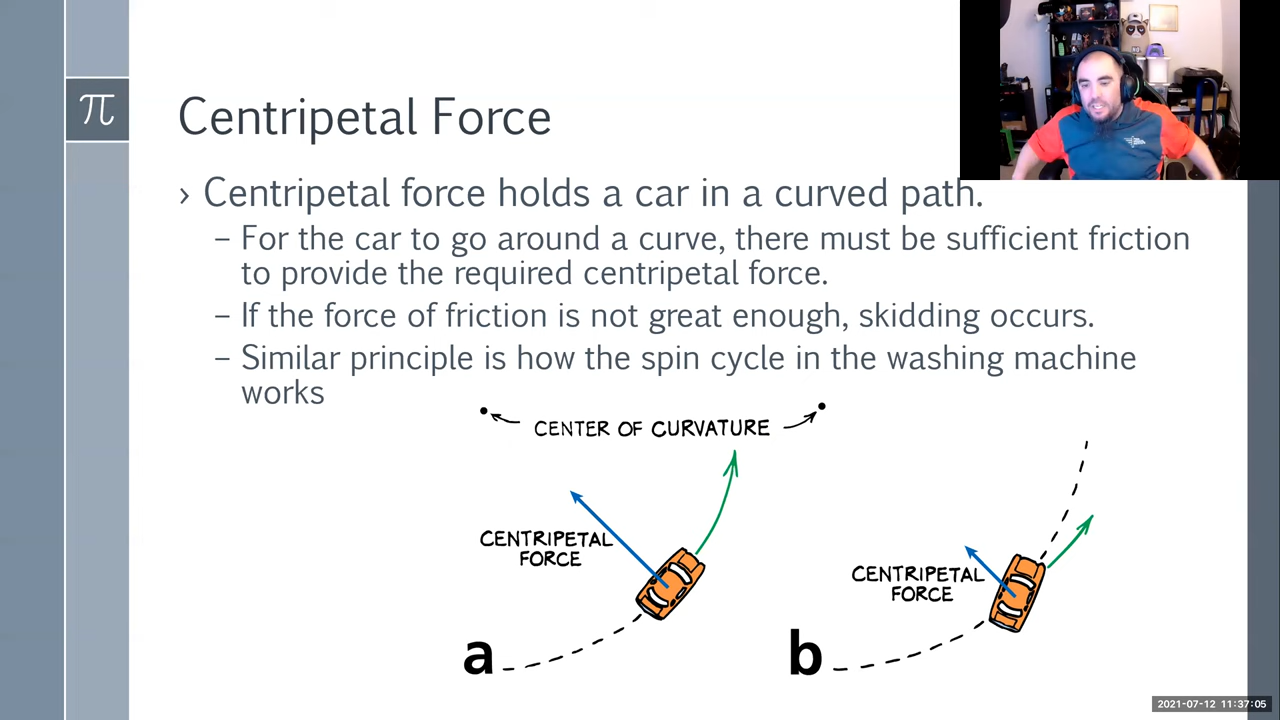 π
Centripetal Force
› Centripetal force holds a car in a curved path.
– For the car to go around a curve, there must be sufficient friction
to provide the required centripetal force.
– If the force of friction is not great enough, skidding occurs.
– Similar principle is how the spin cycle in the washing machine
works
CENTER OF CURVATURE
CENTRIPETAL
FORCE
CENTRIPETAL
FORCE
a
b
2021-07-12 11:37:05